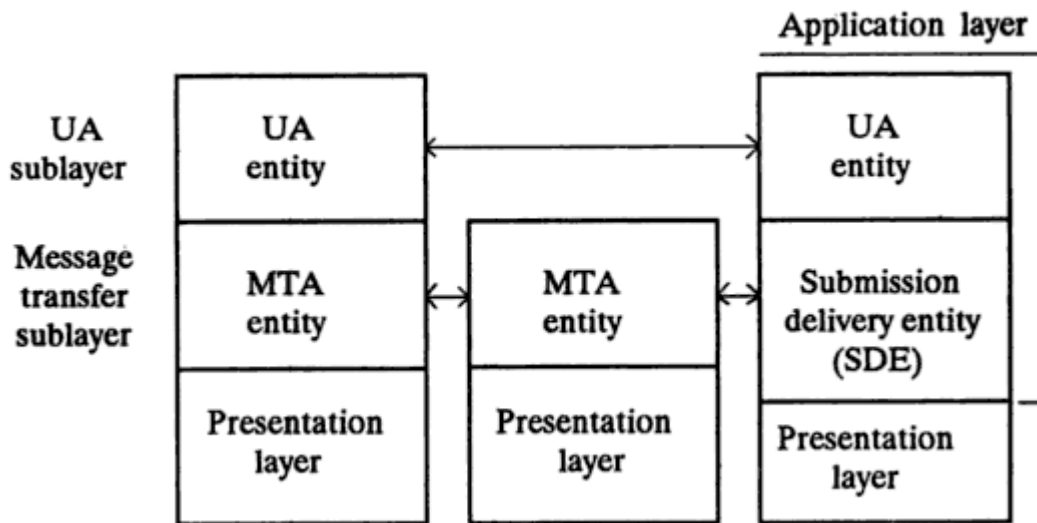 Application layer
UA
sublayer
UA
entity
UA
entity
Message
transfer
sublayer
MTA
entity
MTA
entity
Submission
delivery entity
(SDE)
Presentation
layer
Presentation
layer
Presentation
layer